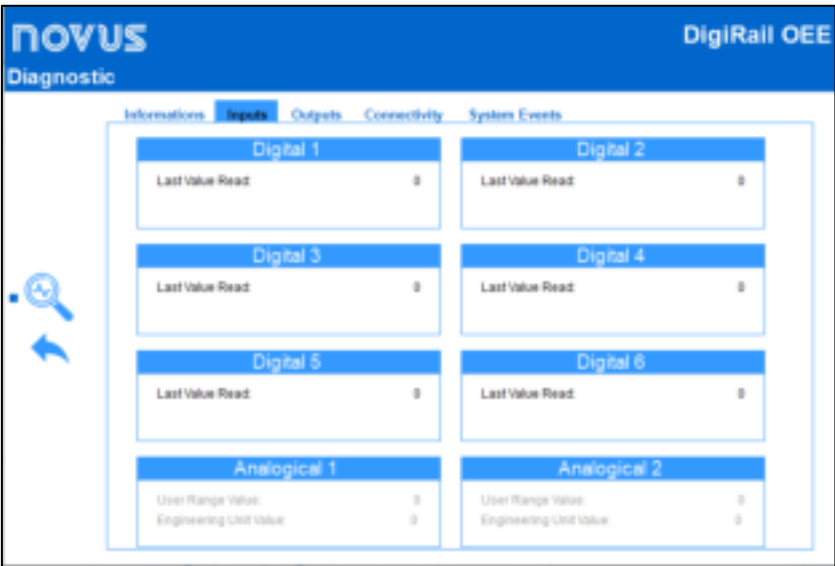 novus
DigiRail OEE
Diagnostic
Informations Inputs Outputs Connectivity System Events
Digital 1 Digital 2
Last Value Read: 0 Last Value Read: 0
Digital 3 Digital 4
Last Value Read: 0 Last Value Read: 0
Digital 5 Digital 6
Last Value Read: 0 Last Value Read: 0
Analogical 1 Analogical 2
User Range Value: 0 User Range Value: 0
Engineering Unit Value: 0 Engineering Unit Value: 0